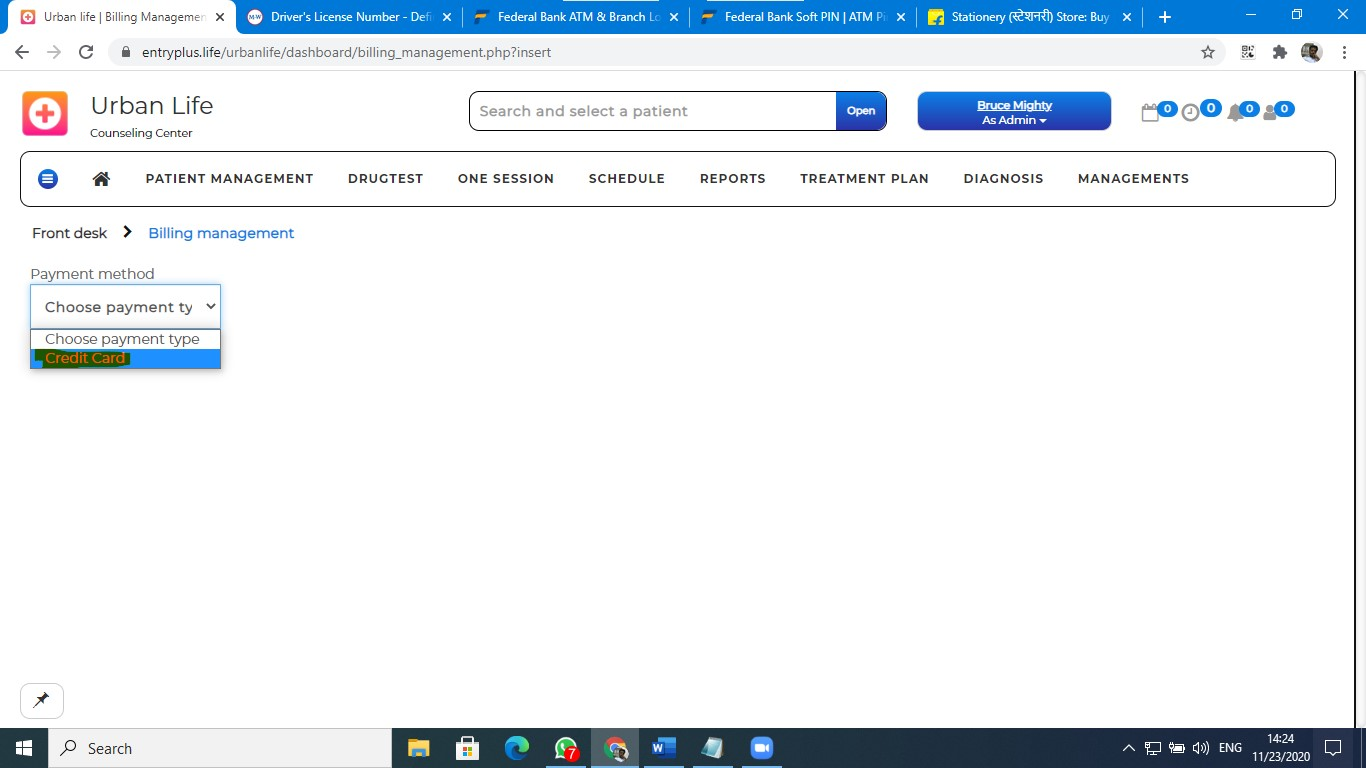 Urban life | Billing Managemen
Driver's License Number - Defi
Federal Bank ATM & Branch Lo
Federal Bank Soft PIN | ATM Pi
Stationery (स्टेशनरी) Store: Buy
entryplus.life/urbanlife/dashboard/billing_management.php?insert
Urban Life
Counseling Center
Search and select a patient
Open
Bruce Mighty
As Admin
0
0
0
0
PATIENT MANAGEMENT
DRUGTEST
ONE SESSION
SCHEDULE
REPORTS
TREATMENT PLAN
DIAGNOSIS
MANAGEMENTS
Front desk
Billing management
Payment method
Choose payment ty
Choose payment type
Credit Card
Search
7
ENG
14:24
11/23/2020